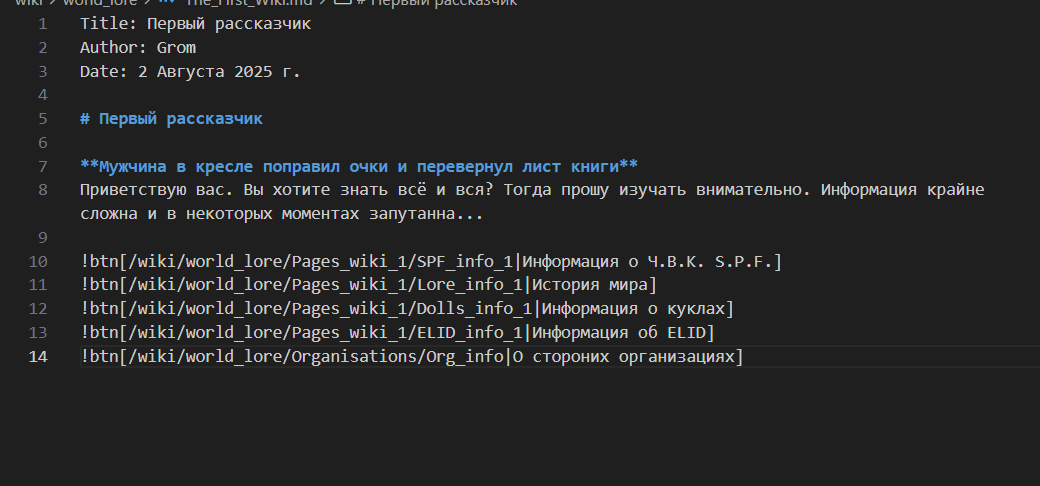 wiki > world_lore > The_First_Wiki.md > # Первый рассказчик
1 Title: Первый рассказчик
2 Author: Grom
3 Date: 2 Августа 2025 г.
4
5 # Первый рассказчик
6
7 **Мужчина в кресле поправил очки и перевернул лист книги**
8 Приветствую вас. Вы хотите знать всё и вся? Тогда прошу изучать внимательно. Информация крайне
сложна и в некоторых моментах запутанна...
9
10 !btn[/wiki/world_lore/Pages_wiki_1/SPF_info_1|Информация о Ч.В.К. S.P.F.]
11 !btn[/wiki/world_lore/Pages_wiki_1/Lore_info_1|История мира]
12 !btn[/wiki/world_lore/Pages_wiki_1/Dolls_info_1|Информация о куклах]
13 !btn[/wiki/world_lore/Pages_wiki_1/ELID_info_1|Информация об ELID]
14 !btn[/wiki/world_lore/Organisations/Org_info|О стороних организациях]